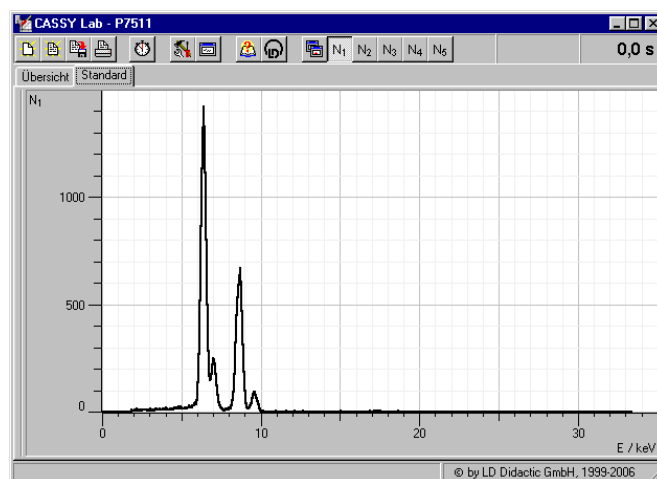 CASSY Lab - P7511
N1 N2 N3 N4 N5 0,0 s
Übersicht Standard
N1
1000
500
0
0 10 20 30
E / keV
© by LD Didactic GmbH, 1999-2006